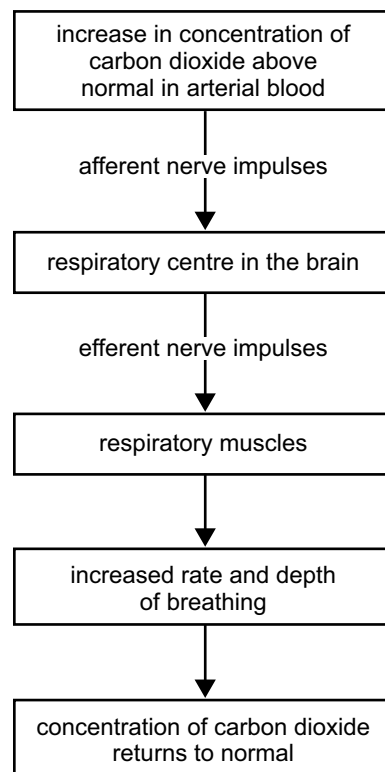 increase in concentration of
carbon dioxide above
normal in arterial blood
afferent nerve impulses
respiratory centre in the brain
efferent nerve impulses
respiratory muscles
increased rate and depth
of breathing
concentration of carbon dioxide
returns to normal